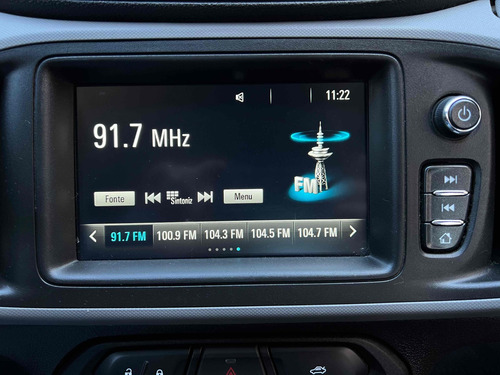 11:22
91.7 MHz
FM
Fonte Sintoniz Menu
91.7 FM 100.9 FM 104.3 FM 104.5 FM 104.7 FM